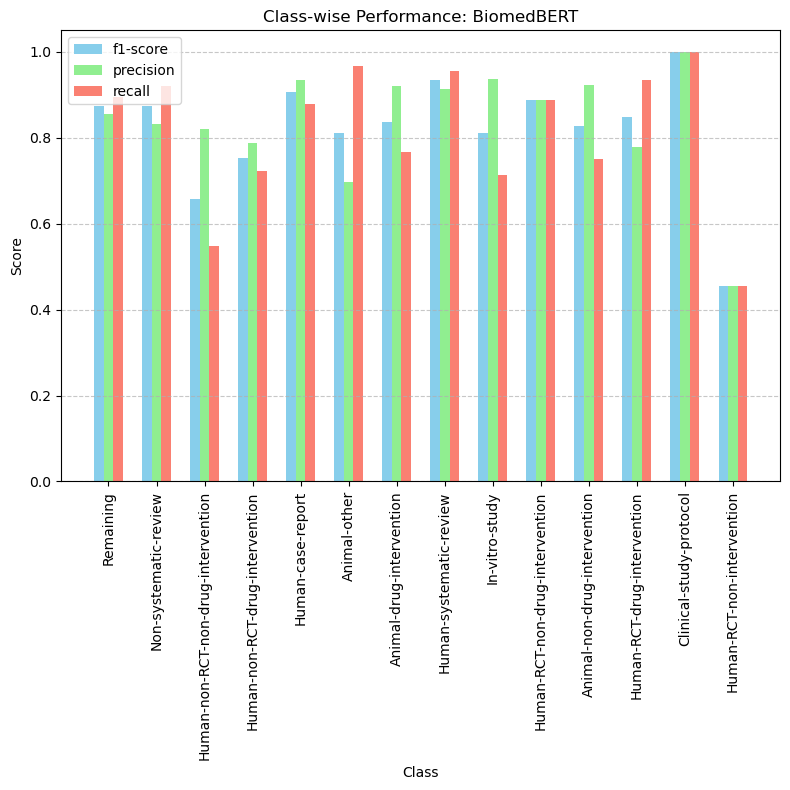 Class-wise Performance: BiomedBERT
f1-score
precision
recall
1.0
0.8
0.6
0.4
0.2
0.0
Score
Remaining
Non-systematic-review
Human-non-RCT-non-drug-intervention
Human-non-RCT-drug-intervention
Human-case-report
Animal-other
Animal-drug-intervention
Human-systematic-review
In-vitro-study
Human-RCT-non-drug-intervention
Animal-non-drug-intervention
Human-RCT-drug-intervention
Clinical-study-protocol
Human-RCT-non-intervention
Class